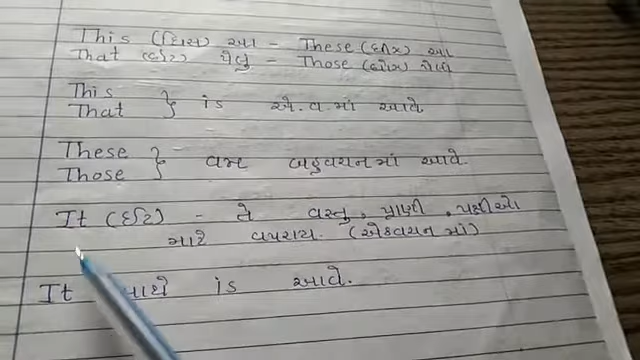 This (ધિસ) આ - These (ધીઝ) આ
That (ધેટ) પેલું - Those (ધોઝ) પેલા
This
That } is એ.વ.માં આવે
These
Those } બહુવચનમાં આવે.
It (ઈટ) - તે વસ્તુ, પ્રાણી, પક્ષીઓ
માટે વપરાય. (એકવચન માં)
It સાથે is આવે.